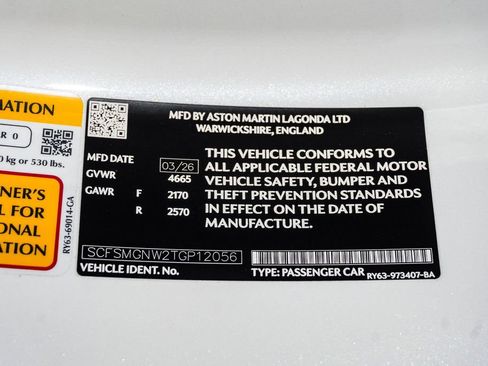 MATION
R 0
0 kg or 530 lbs.
NER'S
L FOR
ONAL
ATION
RY63-69014-CA
MFD BY ASTON MARTIN LAGONDA LTD
WARWICKSHIRE, ENGLAND
MFD DATE 03/26
GVWR 4665
GAWR F 2170
R 2570
THIS VEHICLE CONFORMS TO
ALL APPLICABLE FEDERAL MOTOR
VEHICLE SAFETY, BUMPER AND
THEFT PREVENTION STANDARDS
IN EFFECT ON THE DATE OF
MANUFACTURE.
SCFSMGNW2TGP12056
VEHICLE IDENT. No.
TYPE: PASSENGER CAR
RY63-973407-BA